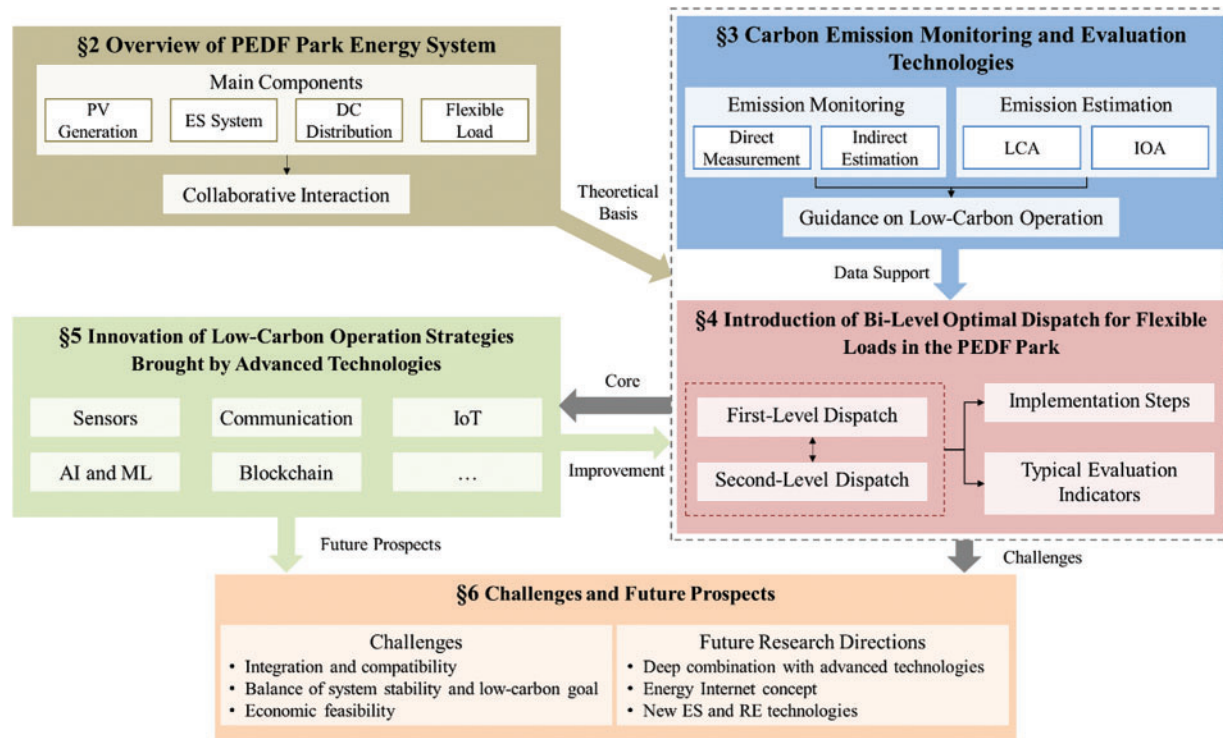 §2 Overview of PEDF Park Energy System
Main Components
PV
Generation
ES System
DC
Distribution
Flexible
Load
Collaborative Interaction
Theoretical
Basis
§3 Carbon Emission Monitoring and Evaluation
Technologies
Emission Monitoring
Direct
Measurement
Indirect
Estimation
Emission Estimation
LCA
IOA
Guidance on Low-Carbon Operation
Data Support
§4 Introduction of Bi-Level Optimal Dispatch for Flexible
Loads in the PEDF Park
First-Level Dispatch
Second-Level Dispatch
Implementation Steps
Typical Evaluation
Indicators
§5 Innovation of Low-Carbon Operation Strategies
Brought by Advanced Technologies
Sensors
Communication
IoT
AI and ML
Blockchain
…
Core
Improvement
Future Prospects
Challenges
§6 Challenges and Future Prospects
Challenges
• Integration and compatibility
• Balance of system stability and low-carbon goal
• Economic feasibility
Future Research Directions
• Deep combination with advanced technologies
• Energy Internet concept
• New ES and RE technologies